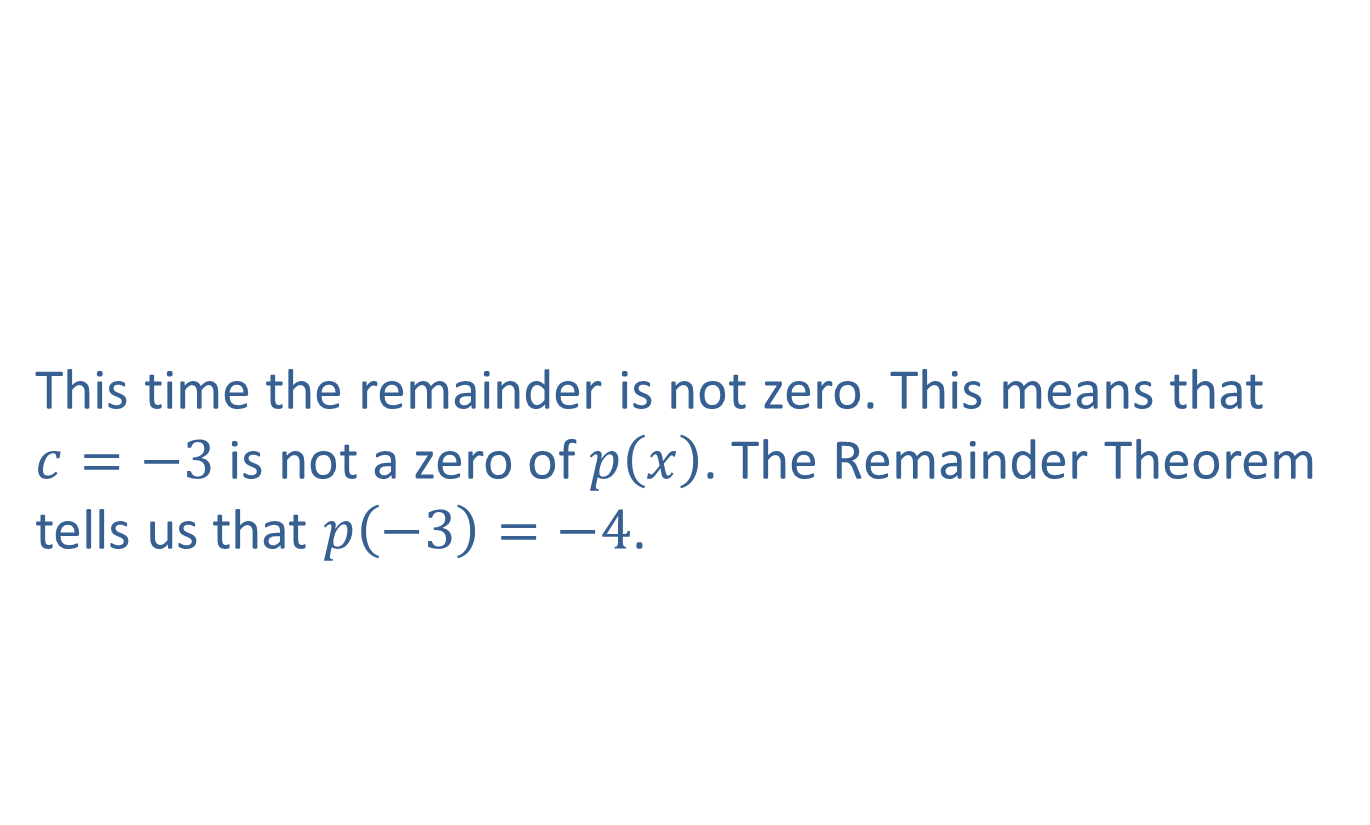 This time the remainder is not zero. This means that
c = −3 is not a zero of p(x). The Remainder Theorem
tells us that p(−3) = −4.